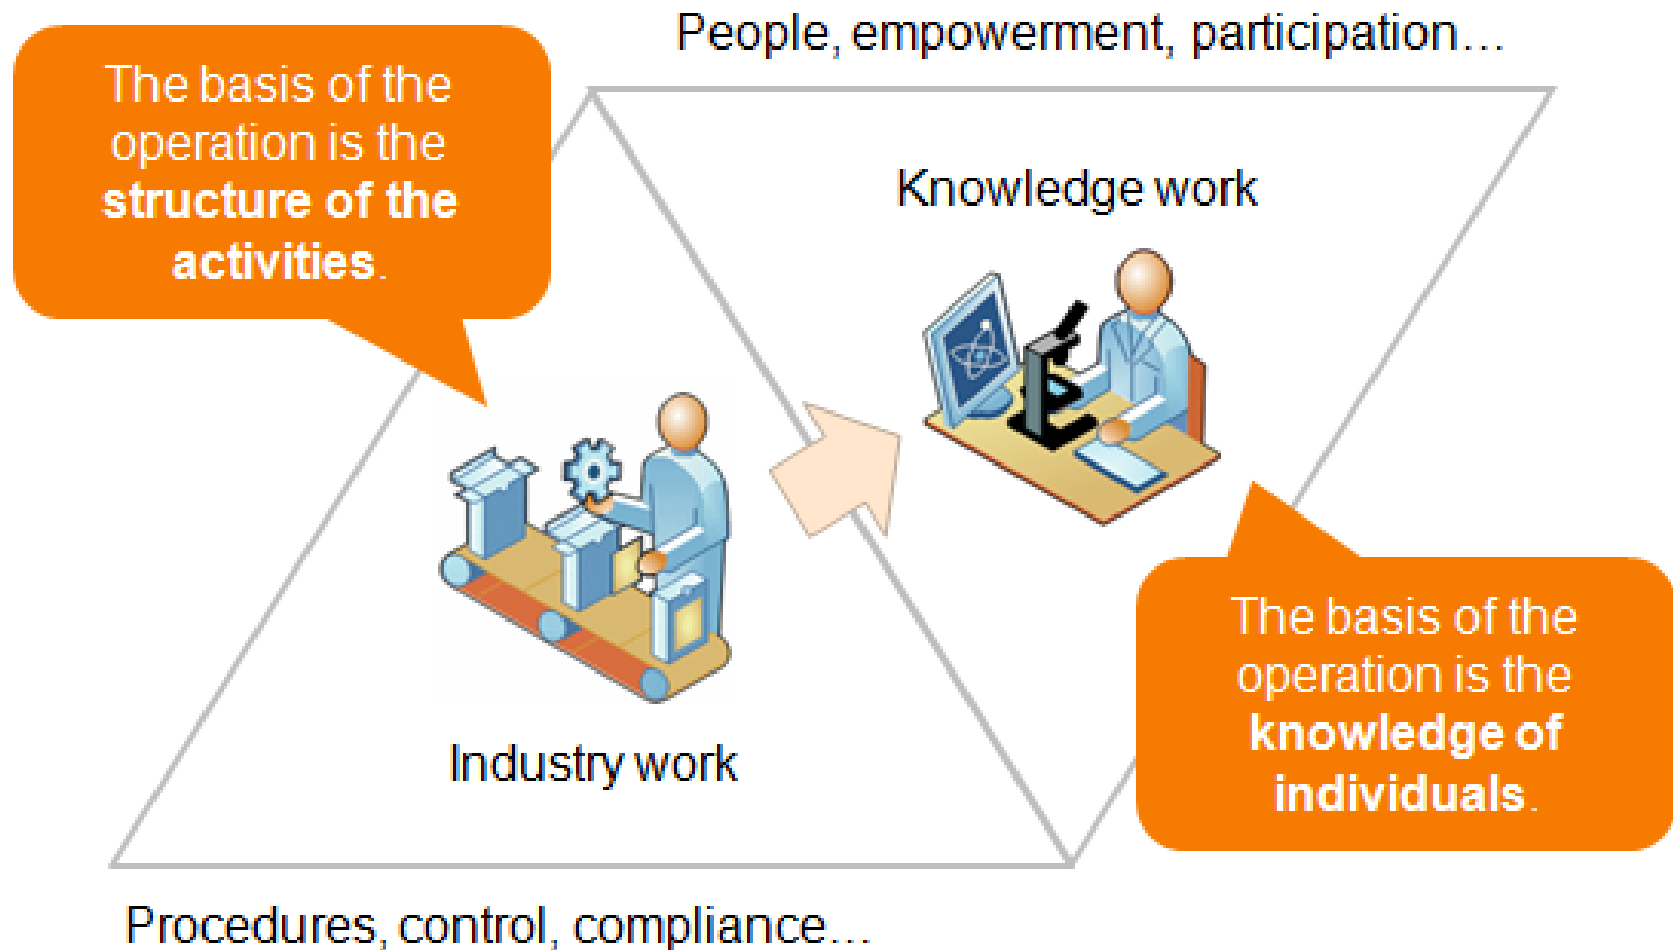 People, empowerment, participation...
The basis of the
operation is the
structure of the
activities.
Knowledge work
Industry work
The basis of the
operation is the
knowledge of
individuals.
Procedures, control, compliance...